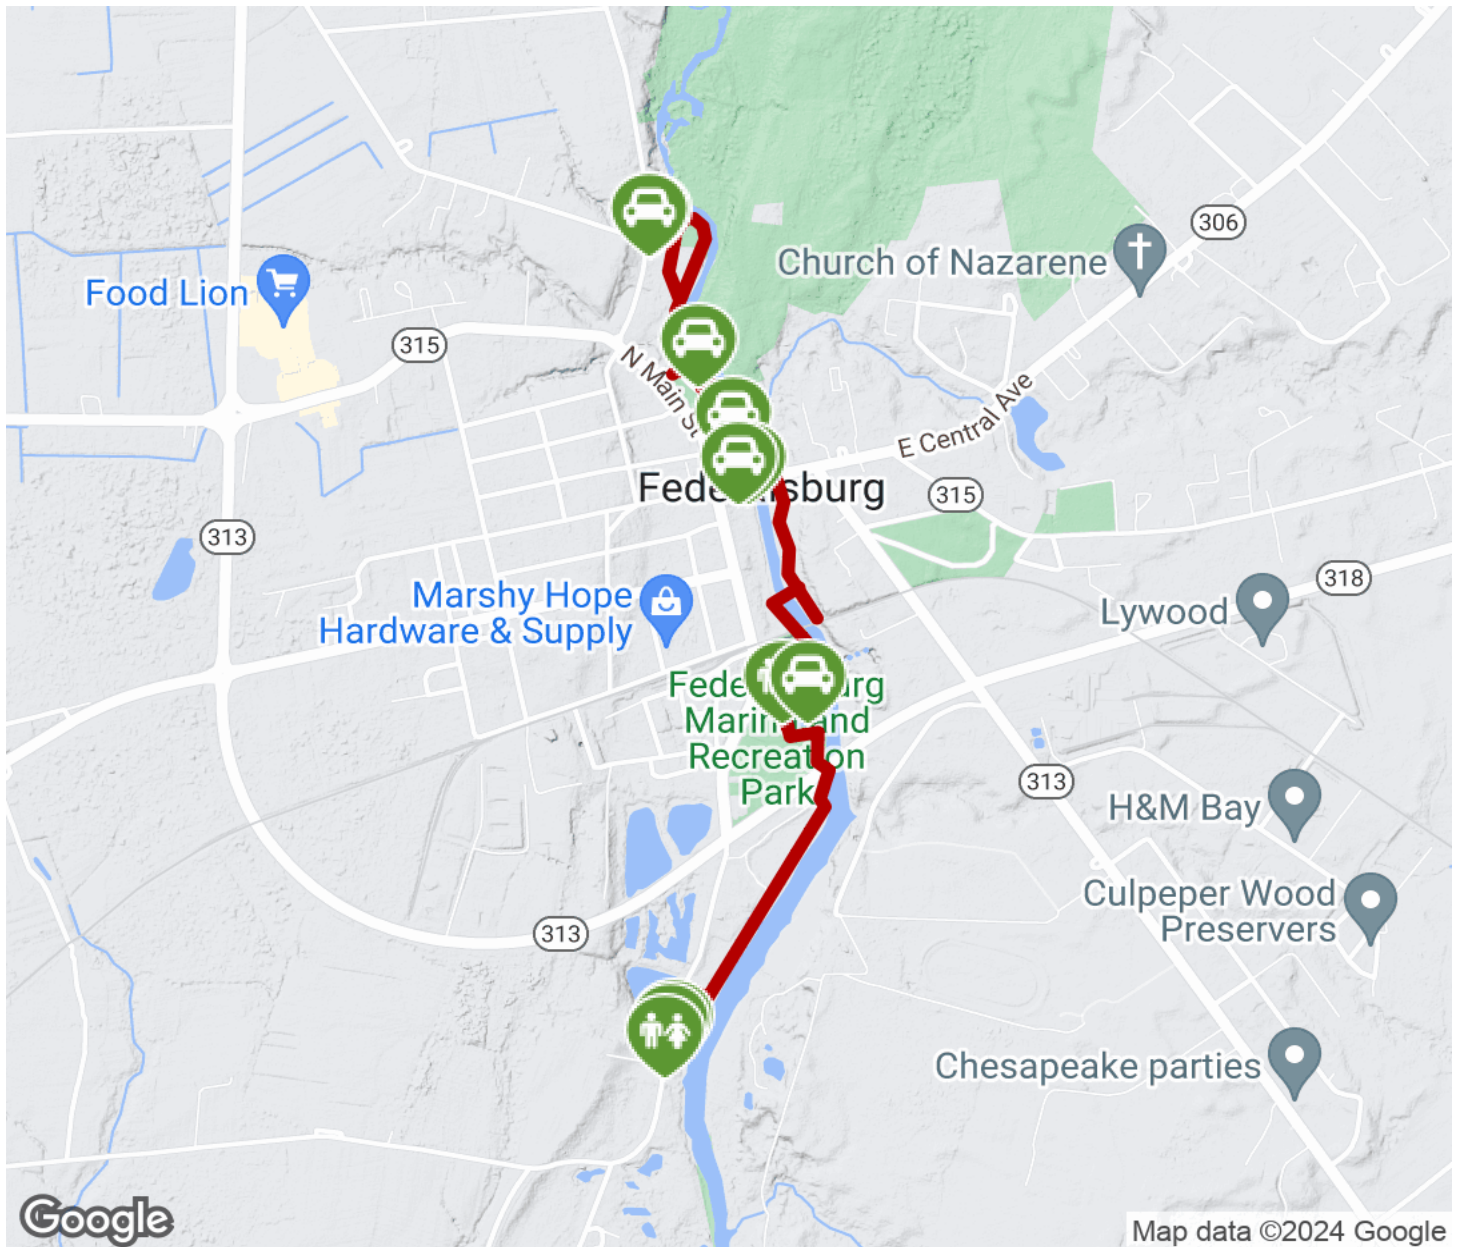 306
Church of Nazarene
Food Lion
315
N Main St
E Central Ave
315
313
318
Marshy Hope
Hardware & Supply
Lywood
Recreation
Park
313
H&M Bay
Culpeper Wood
Preservers
313
Chesapeake parties
Google
Map data ©2024 Google